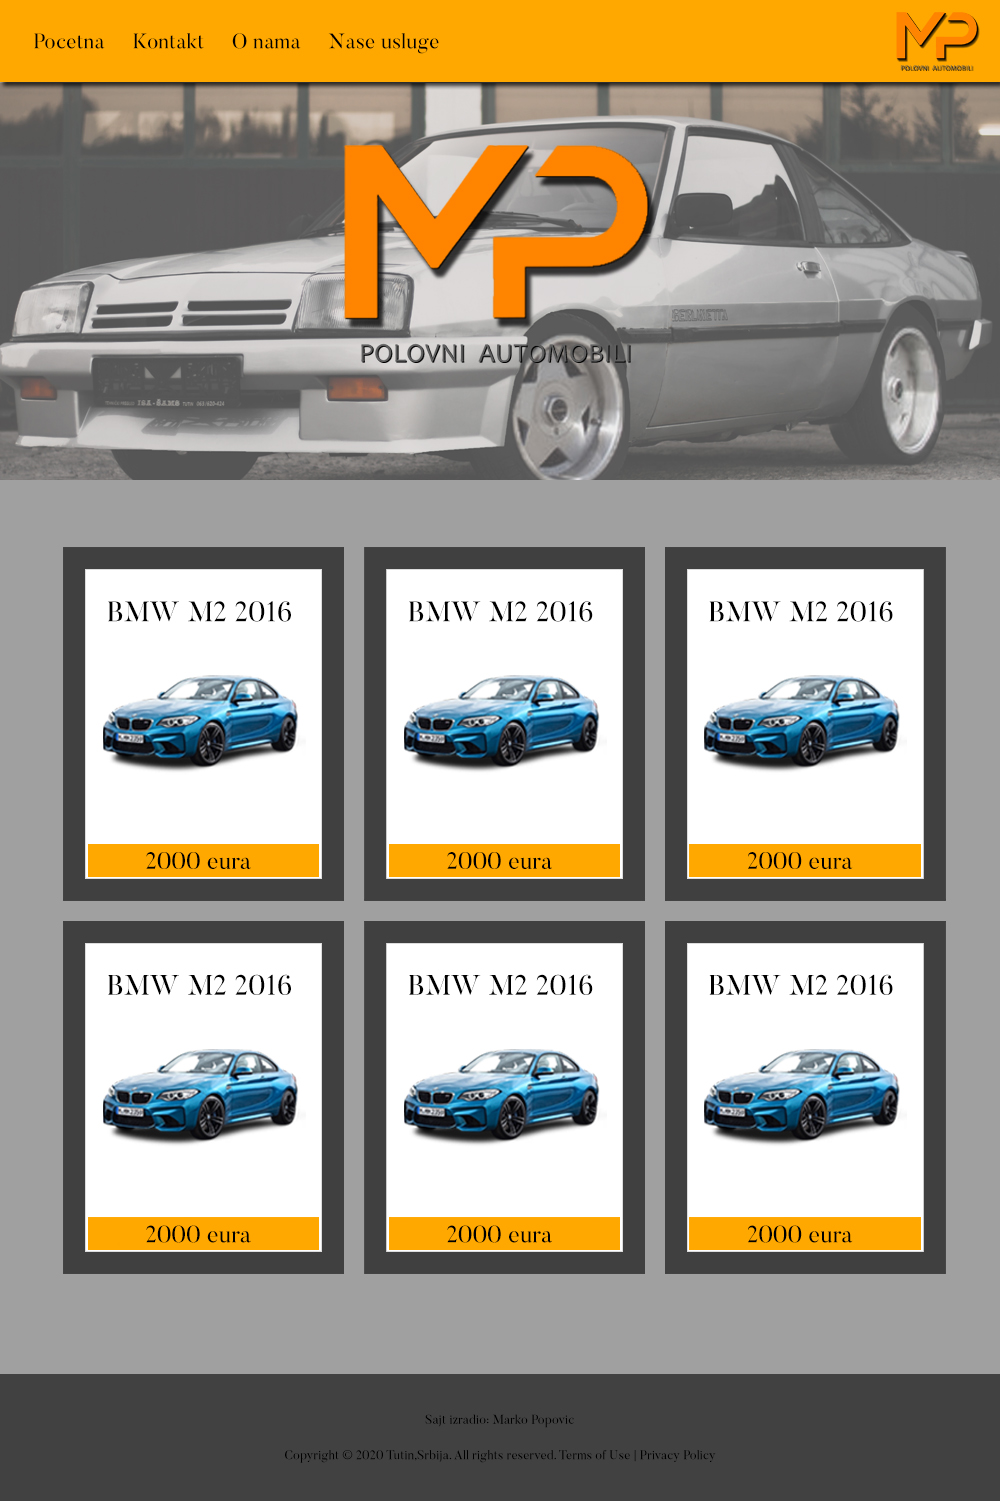 Pocetna Kontakt O nama Nase usluge
MP
POLOVNI AUTOMOBILI
MP
POLOVNI AUTOMOBILI
BERLINETTA
BMW M2 2016 BMW M2 2016 BMW M2 2016
2000 eura 2000 eura 2000 eura
BMW M2 2016 BMW M2 2016 BMW M2 2016
2000 eura 2000 eura 2000 eura
Sajt izradio: Marko Popovic
Copyright © 2020 Tutin,Srbija. All rights reserved. Terms of Use | Privacy Policy